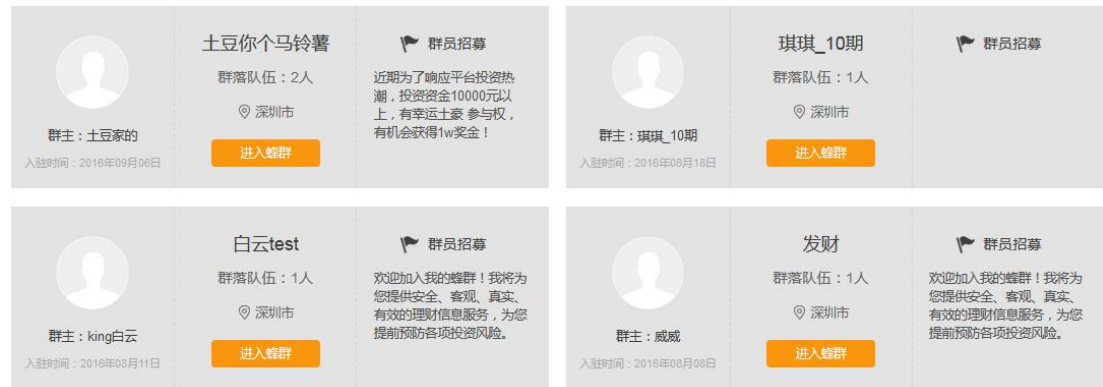 土豆你个马铃薯
群落队伍：2人
深圳市
进入蜂群
群主：土豆家的
入驻时间：2016年09月06日
群员招募
近期为了响应平台投资热
潮，投资资金10000元以
上，有幸运土豪 参与权，
有机会获得1w奖金！
琪琪_10期
群落队伍：1人
深圳市
进入蜂群
群主：琪琪_10期
入驻时间：2016年08月18日
群员招募
白云test
群落队伍：1人
深圳市
进入蜂群
群主：king白云
入驻时间：2016年08月11日
群员招募
欢迎加入我的蜂群！我将为
您提供安全、客观、真实、
有效的理财信息服务，为您
提前预防各项投资风险。
发财
群落队伍：1人
深圳市
进入蜂群
群主：威威
入驻时间：2016年08月08日
群员招募
欢迎加入我的蜂群！我将为
您提供安全、客观、真实、
有效的理财信息服务，为您
提前预防各项投资风险。